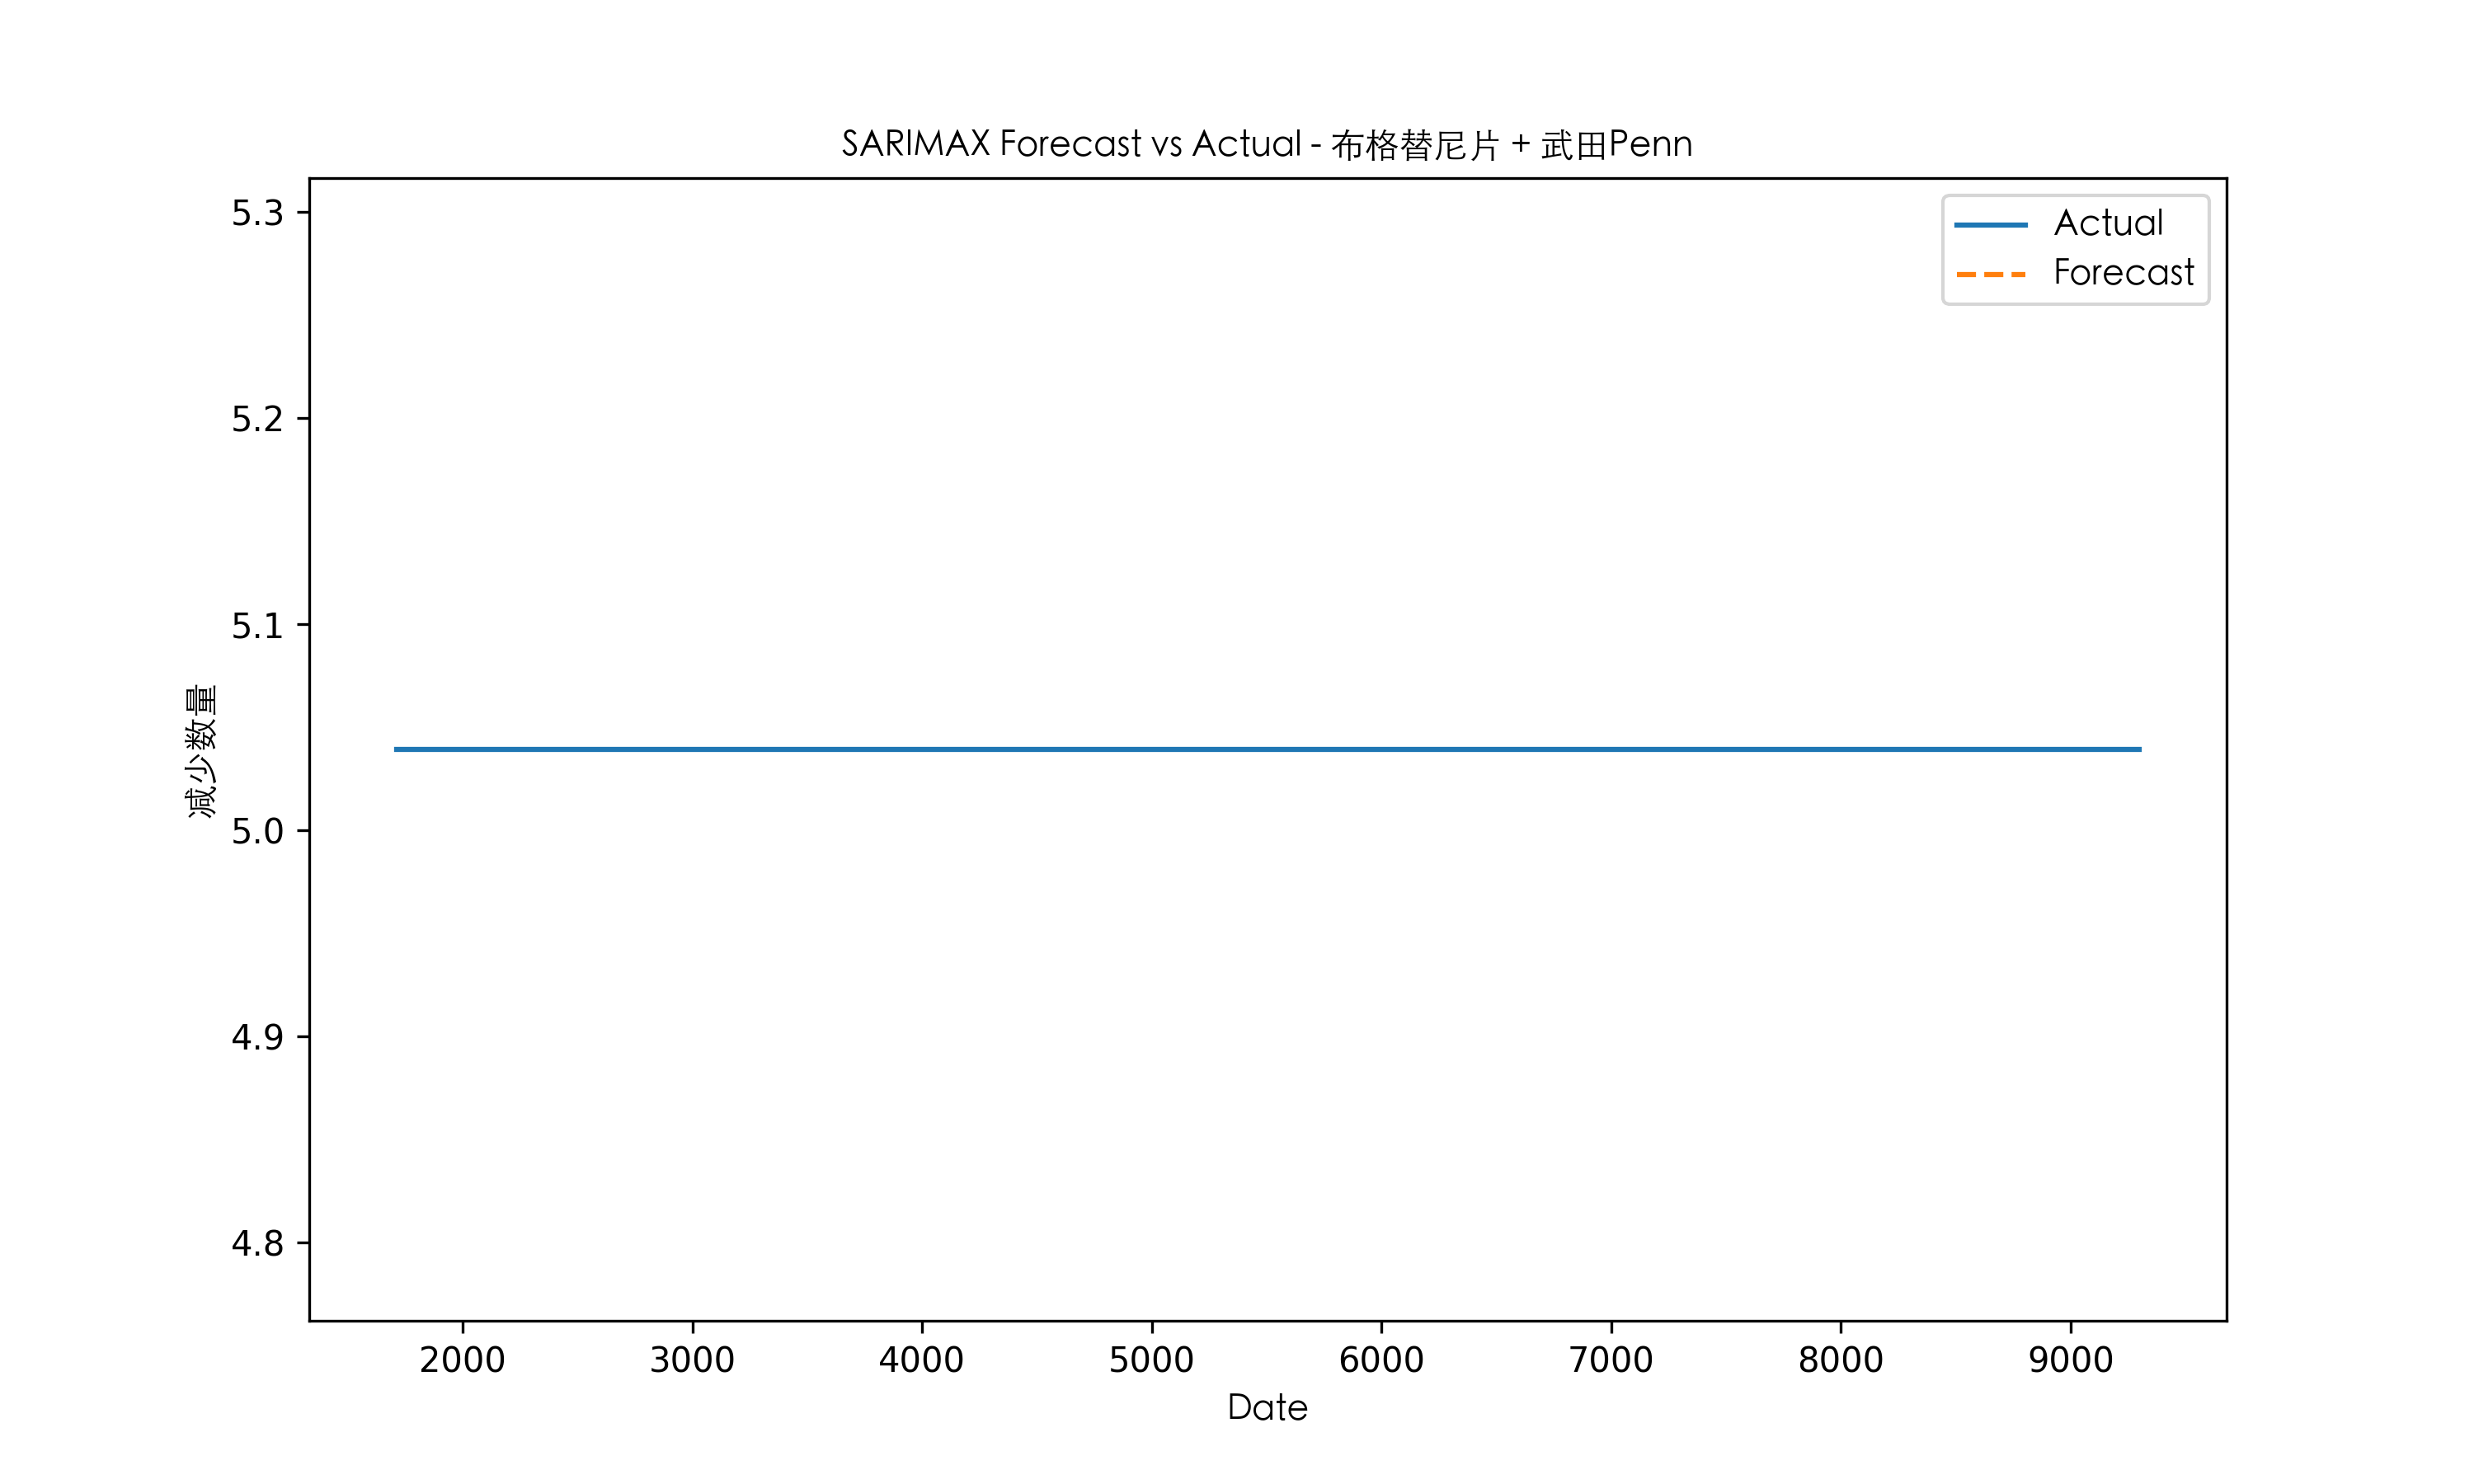 SARIMAX Forecast vs Actual - 布格替尼片 + 武田Penn
Actual
Forecast
5.3
5.2
5.1
5.0
4.9
4.8
减少数量
2000 3000 4000 5000 6000 7000 8000 9000
Date